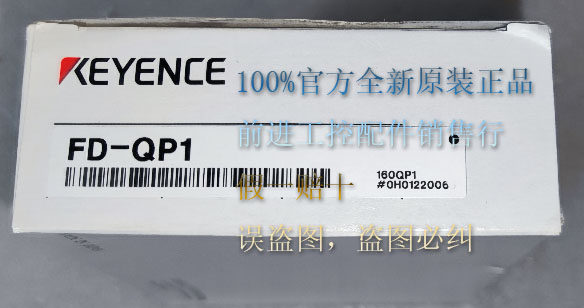 KEYENCE
100%官方全新原装正品
FD-QP1
前进工控配件销售行
160QP1
#0H0122006
假一赔十
误盗图，盗图必纠